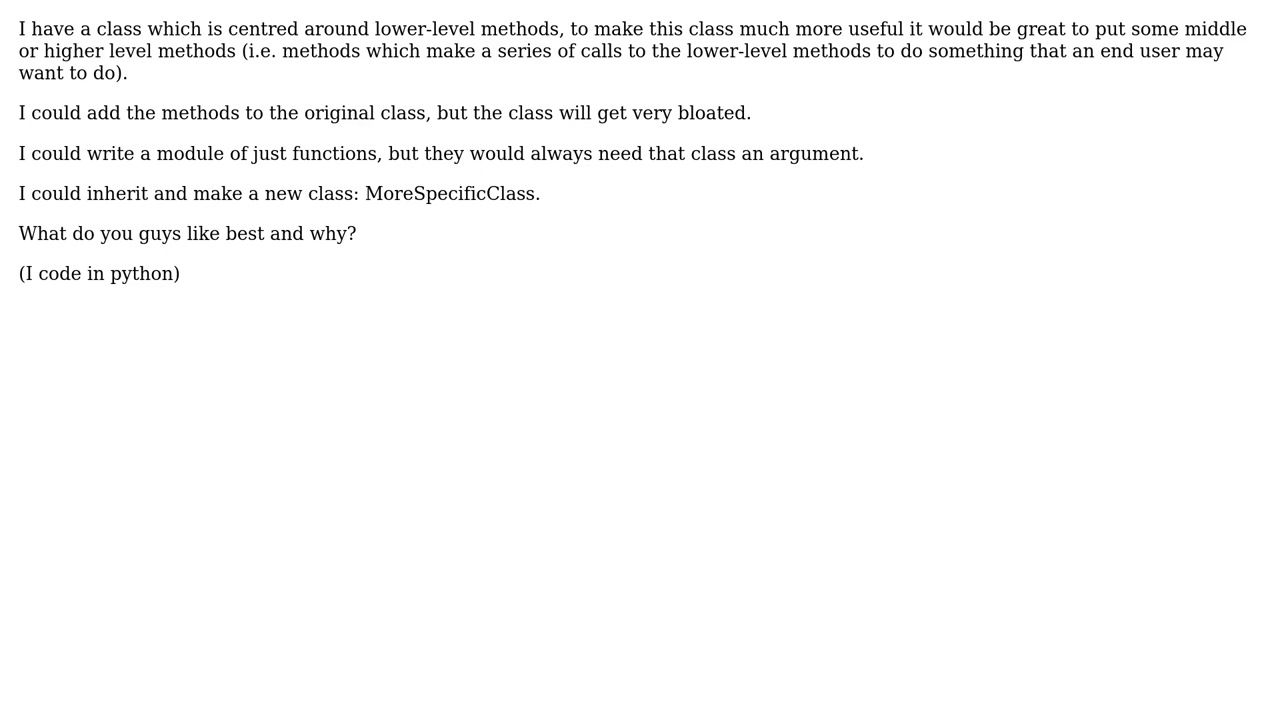 I have a class which is centred around lower-level methods, to make this class much more useful it would be great to put some middle
or higher level methods (i.e. methods which make a series of calls to the lower-level methods to do something that an end user may
want to do).
I could add the methods to the original class, but the class will get very bloated.
I could write a module of just functions, but they would always need that class an argument.
I could inherit and make a new class: MoreSpecificClass.
What do you guys like best and why?
(I code in python)